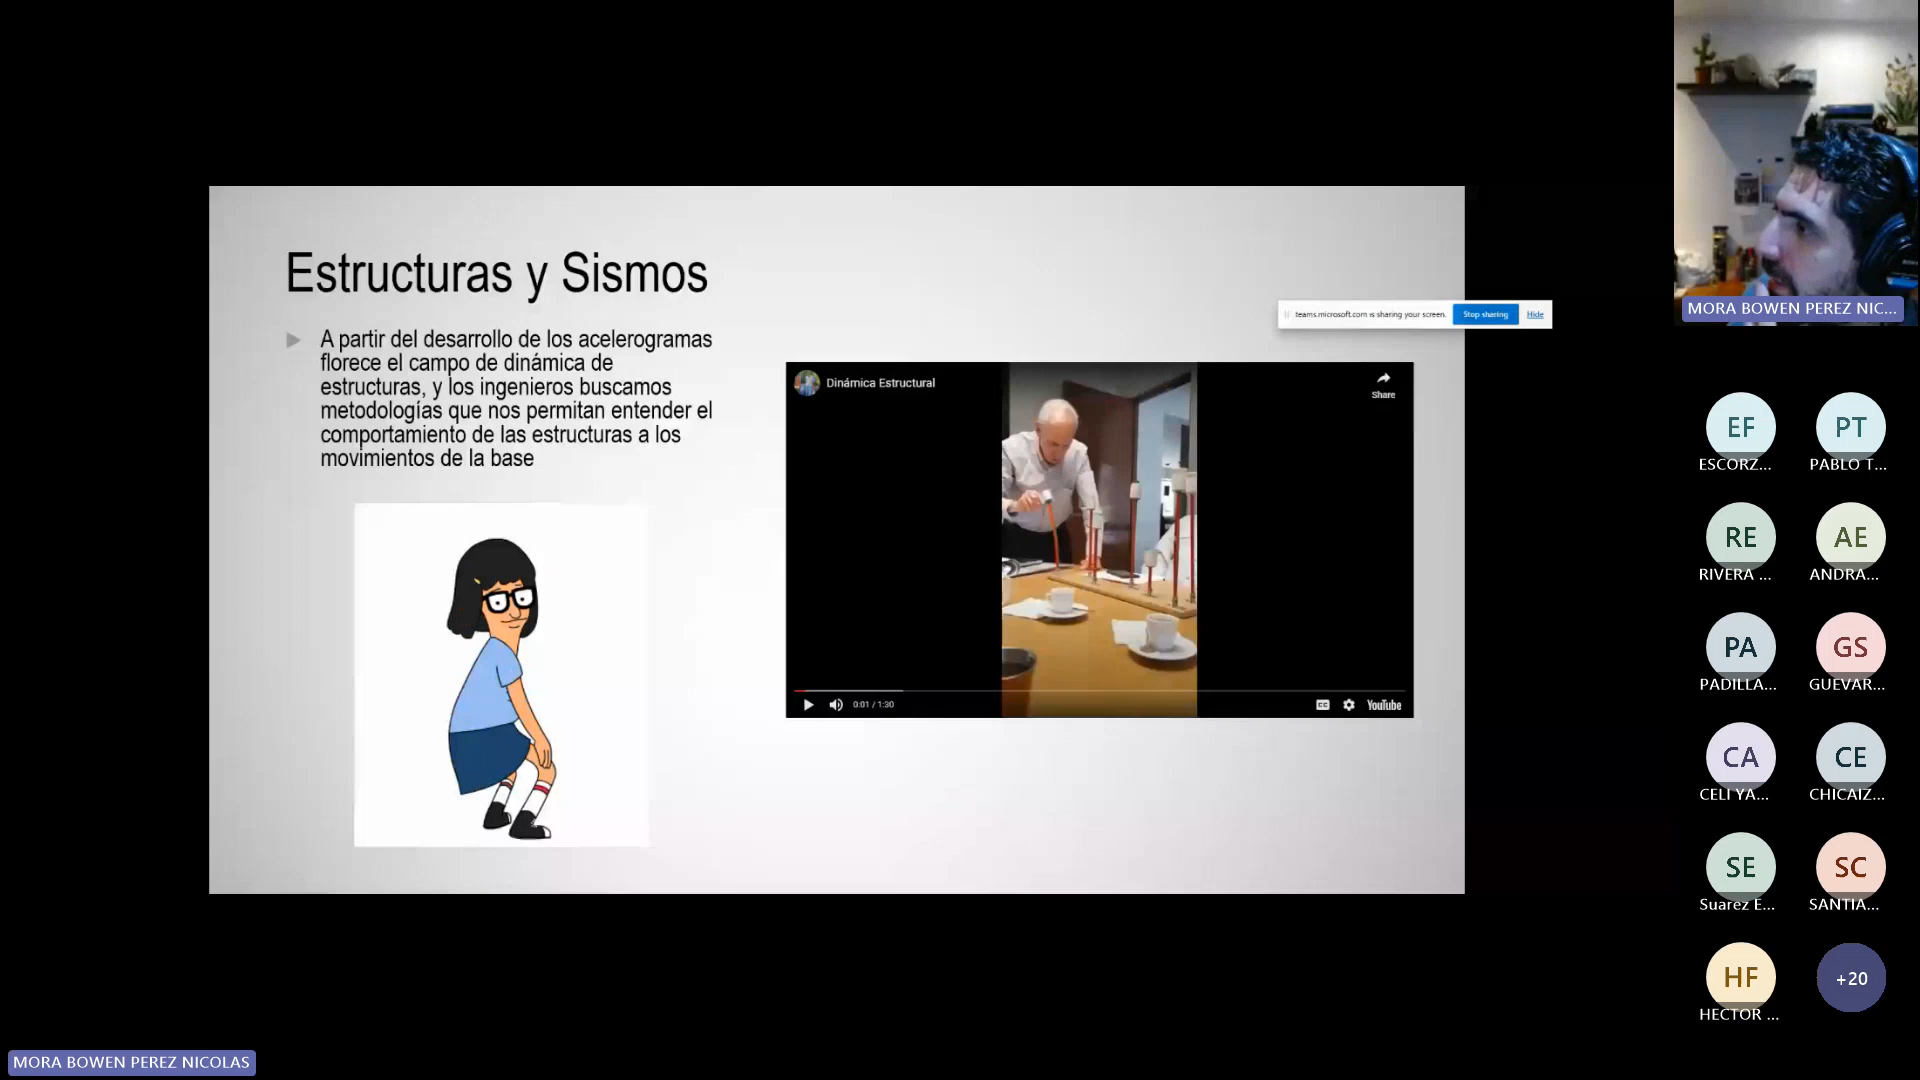 Estructuras y Sismos
A partir del desarrollo de los acelerogramas
florece el campo de dinámica de
estructuras, y los ingenieros buscamos
metodologías que nos permitan entender el
comportamiento de las estructuras a los
movimientos de la base
teams.microsoft.com is sharing your screen.
Stop sharing
Hide
Dinámica Estructural
Share
0:01 / 1:30
CC
YouTube
MORA BOWEN PEREZ NIC...
EF
ESCORZ...
PT
PABLO T...
RE
RIVERA ...
AE
ANDRA...
PA
PADILLA...
GS
GUEVAR...
CA
CELI YA...
CE
CHICAIZ...
SE
Suarez E...
SC
SANTIA...
HF
HECTOR ...
+20
MORA BOWEN PEREZ NICOLAS